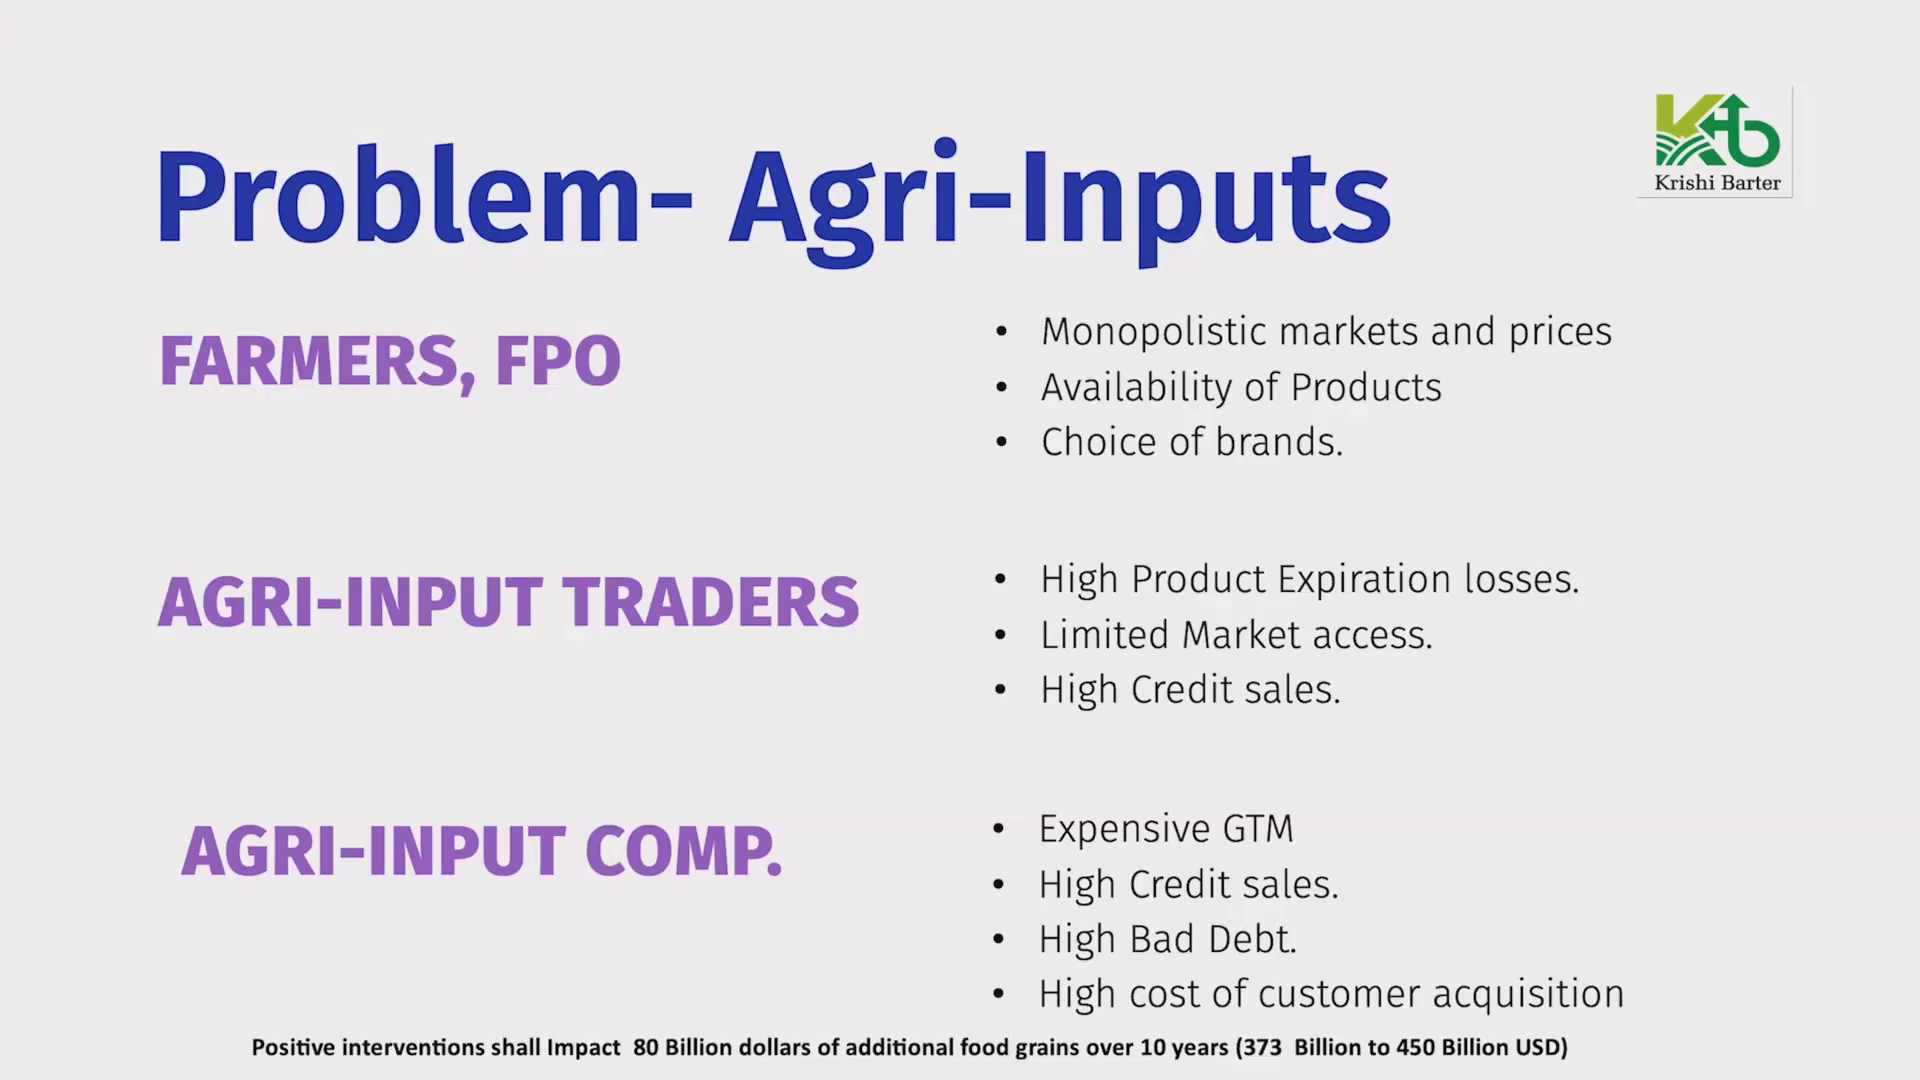 Problem- Agri-Inputs
Krishi Barter
FARMERS, FPO
• Monopolistic markets and prices
• Availability of Products
• Choice of brands.
AGRI-INPUT TRADERS
• High Product Expiration losses.
• Limited Market access.
• High Credit sales.
AGRI-INPUT COMP.
• Expensive GTM
• High Credit sales.
• High Bad Debt.
• High cost of customer acquisition
Positive interventions shall Impact 80 Billion dollars of additional food grains over 10 years (373 Billion to 450 Billion USD)